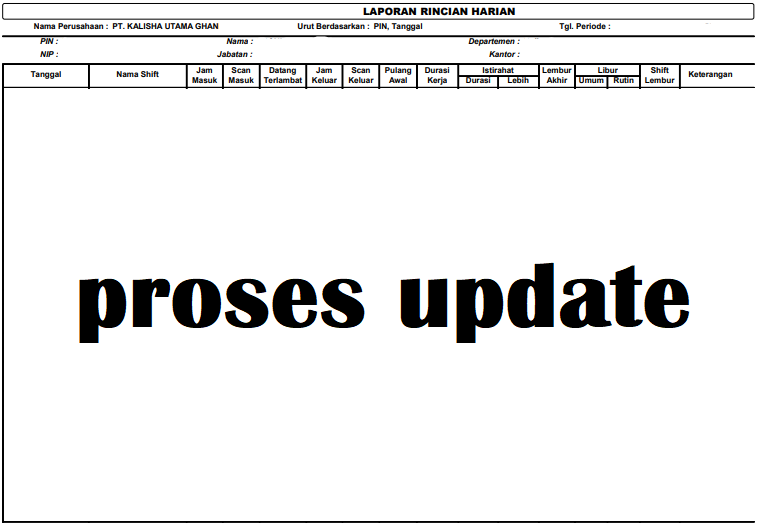 LAPORAN RINCIAN HARIAN
Nama Perusahaan : PT. KALISHA UTAMA GHAN Urut Berdasarkan : PIN, Tanggal Tgl. Periode :
PIN : Nama : Departemen :
NIP : Jabatan : Kantor :
Tanggal Nama Shift Jam Masuk Scan Masuk Datang Terlambat Jam Keluar Scan Keluar Pulang Awal Durasi Kerja Istirahat Durasi Lebih Lembur Akhir Libur Umum Rutin Shift Lembur Keterangan
proses update